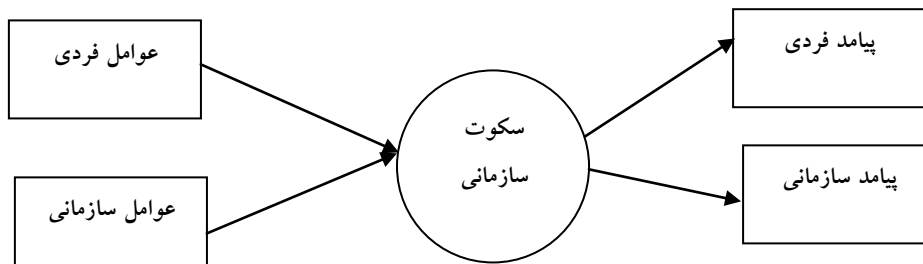 عوامل فردی
عوامل سازمانی
سکوت
سازمانی
پیامد فردی
پیامد سازمانی